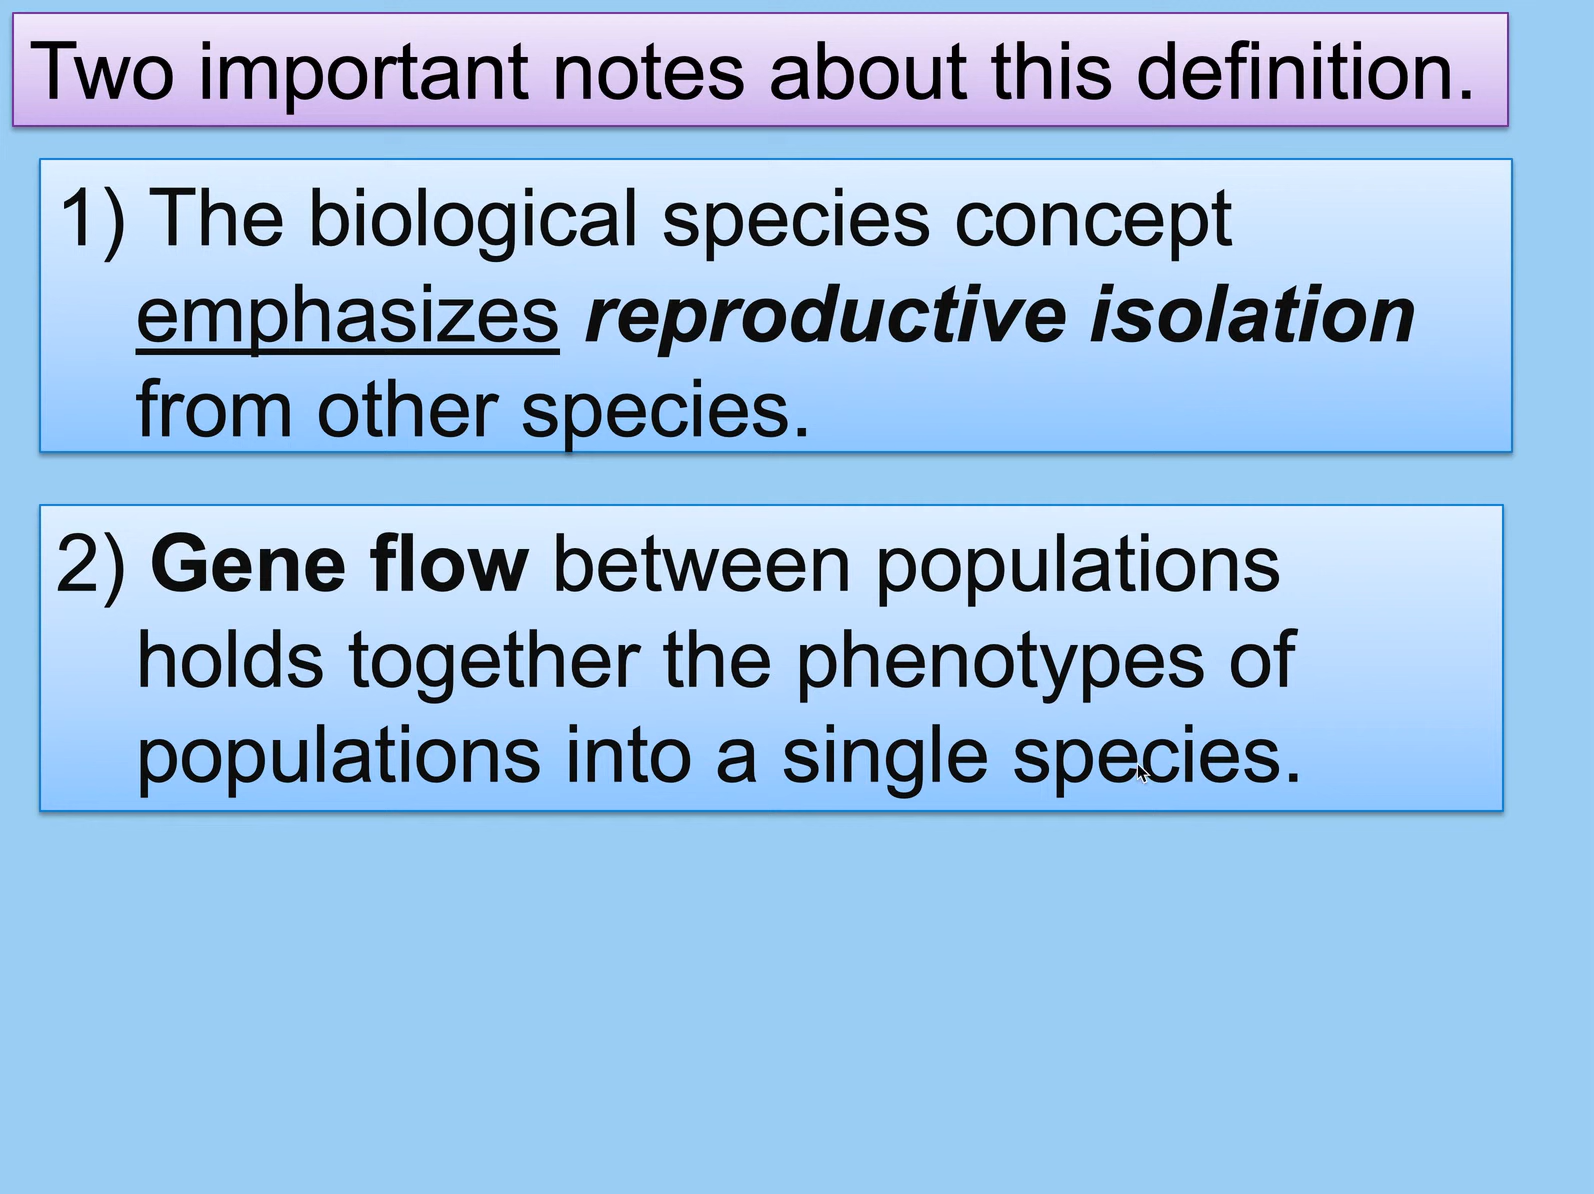 Two important notes about this definition.
1) The biological species concept
emphasizes reproductive isolation
from other species.
2) Gene flow between populations
holds together the phenotypes of
populations into a single species.